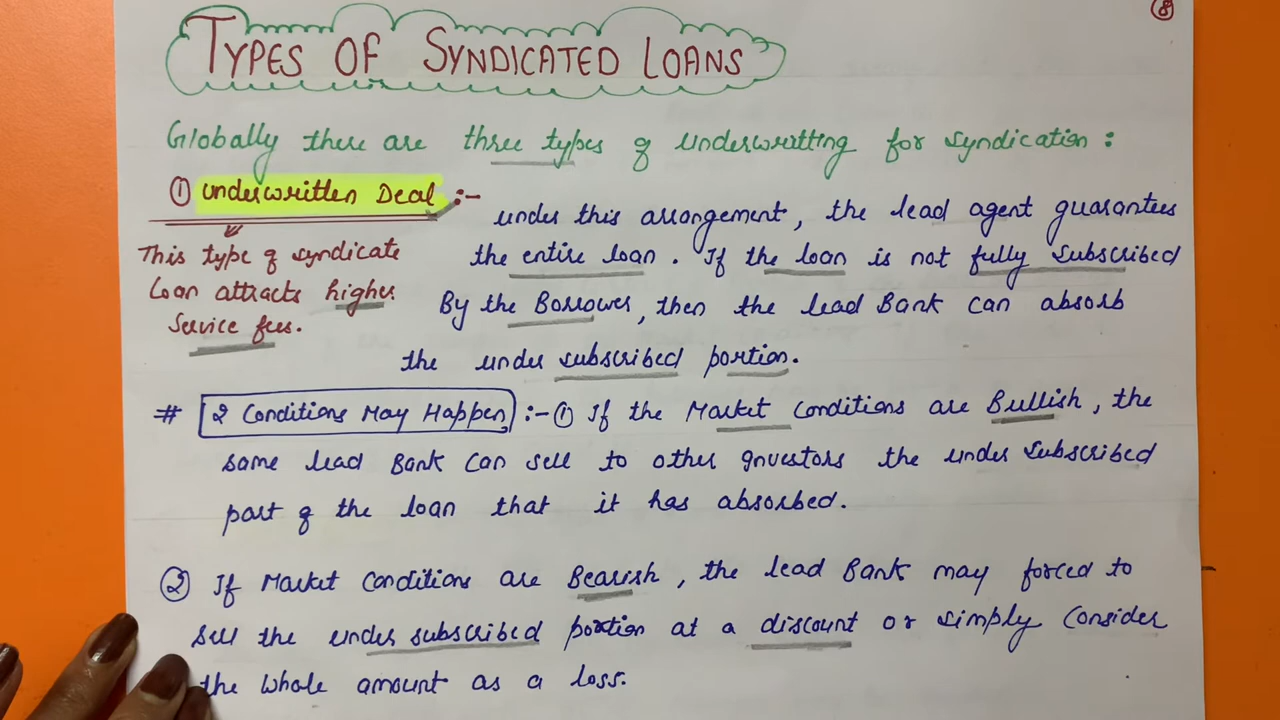 8
TYPES OF SYNDICATED LOANS
Globally there are three types of underwritting for syndication :
① Underwritten Deal :-
This type of syndicate
loan attracts higher
service fees.
under this arrangement, the lead agent guarantees
the entire loan. If the loan is not fully subscribed
By the Borrower, then the lead Bank can absorb
the under subscribed portion.
# 2 Conditions May Happen :- ① If the Market Conditions are Bullish, the
same lead Bank can sell to other investors the under subscribed
part of the loan that it has absorbed.
② If Market Conditions are Bearish, the lead Bank may forced to
sell the under subscribed portion at a discount or simply consider
the whole amount as a loss.